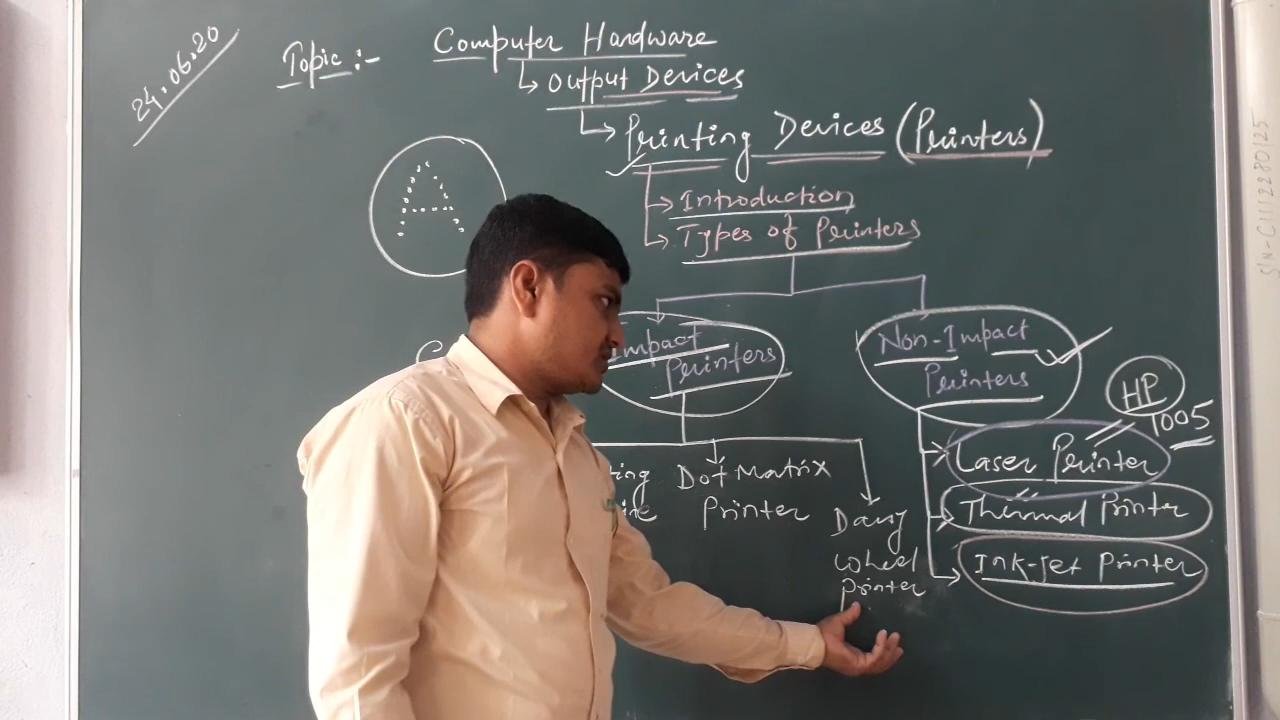 24.06.20
Topic:-
Computer Hardware
Output Devices
Printing Devices (Printers)
Introduction
Types of Printers
A
Impact
Printers
Non-Impact
Printers
HP
1005
Laser Printer
Thermal Printer
Ink-Jet Printer
Dot Matrix
Printer
Daisy
Wheel
Printer